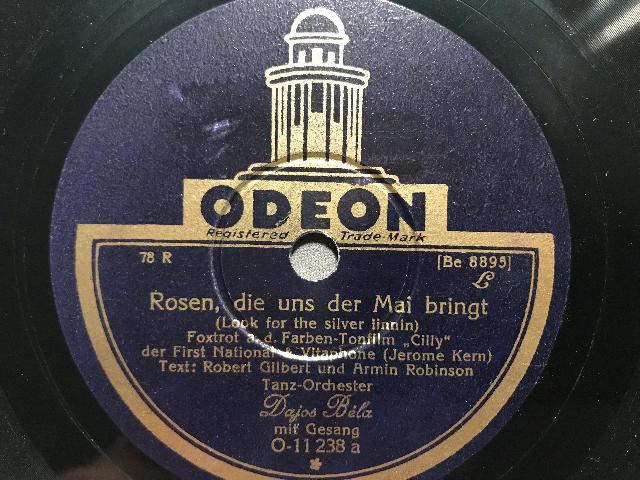 ODEON
Registered Trade-Mark
78 R [Be 8895]
L
Rosen, die uns der Mai bringt
(Look for the silver linnin)
Foxtrot a. d. Farben-Tonfilm „Cilly“
der First National & Vitaphone (Jerome Kern)
Text: Robert Gilbert und Armin Robinson
Tanz-Orchester
Dajos Béla
mit Gesang
O-11 238 a